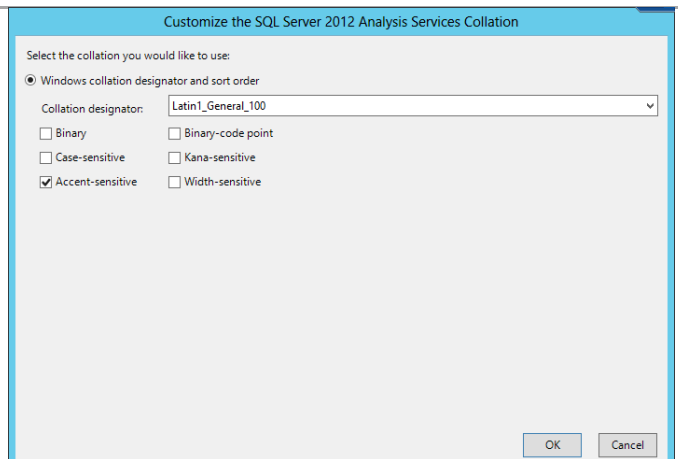 Customize the SQL Server 2012 Analysis Services Collation
Select the collation you would like to use:
Windows collation designator and sort order
Collation designator: Latin1_General_100
Binary Binary-code point
Case-sensitive Kana-sensitive
Accent-sensitive Width-sensitive
OK Cancel